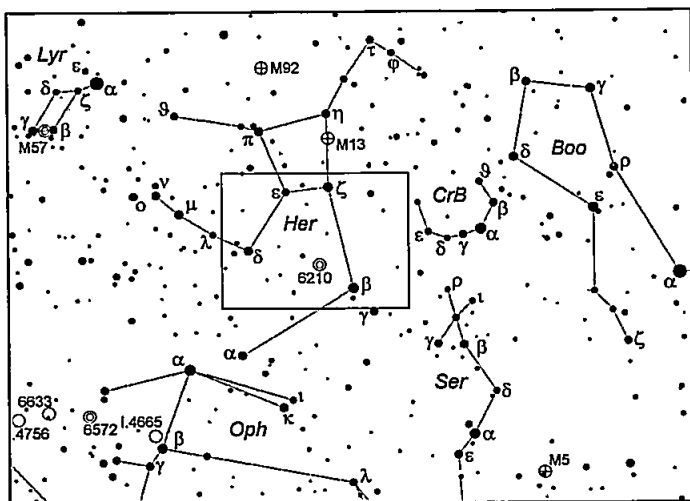 Lyr
ε
α
δ
ζ
γ
β
M57
M92
τ
φ
ϑ
π
η
M13
β
γ
Boo
δ
ρ
ε
α
ζ
ν
ο
μ
λ
δ
ε
ζ
Her
6210
β
γ
α
CrB
ϑ
β
α
γ
δ
ε
ρ
ι
γ
β
Ser
δ
α
ε
M5
α
ι
κ
Oph
6633
4756
6572
I.4665
β
γ
λ